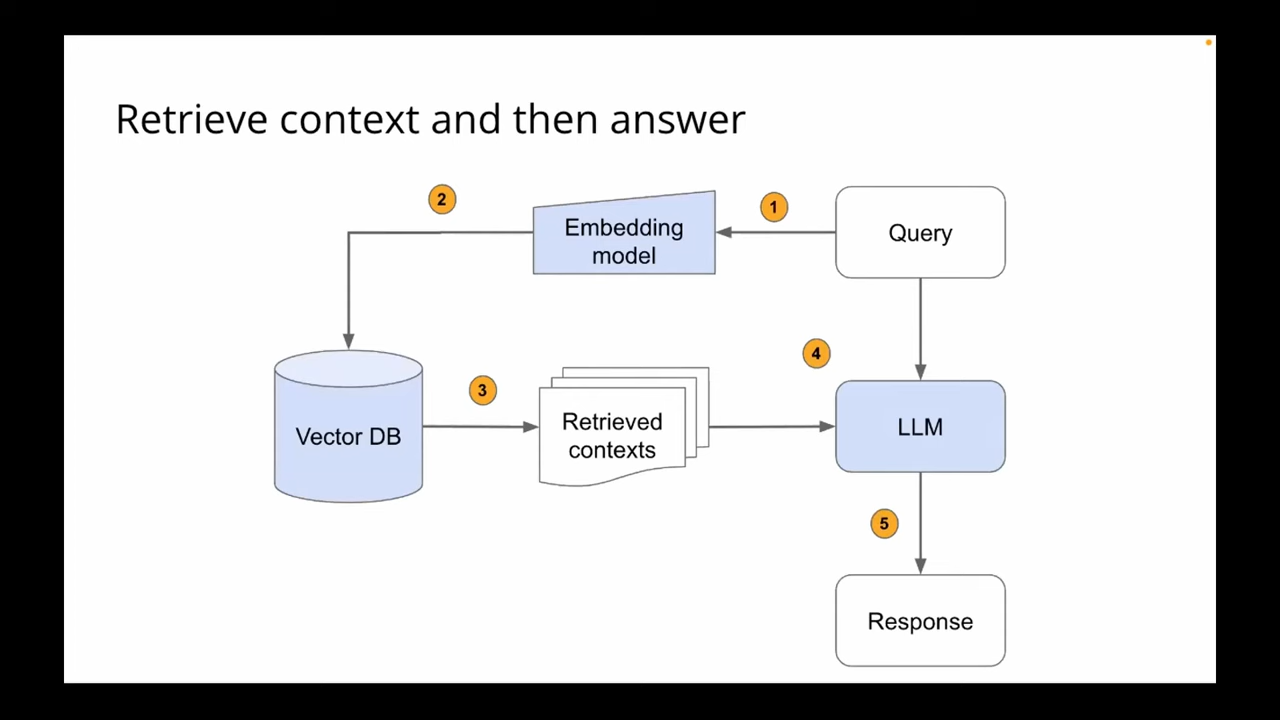 Retrieve context and then answer
2
1
Embedding
model
Query
4
3
Vector DB
Retrieved
contexts
LLM
5
Response